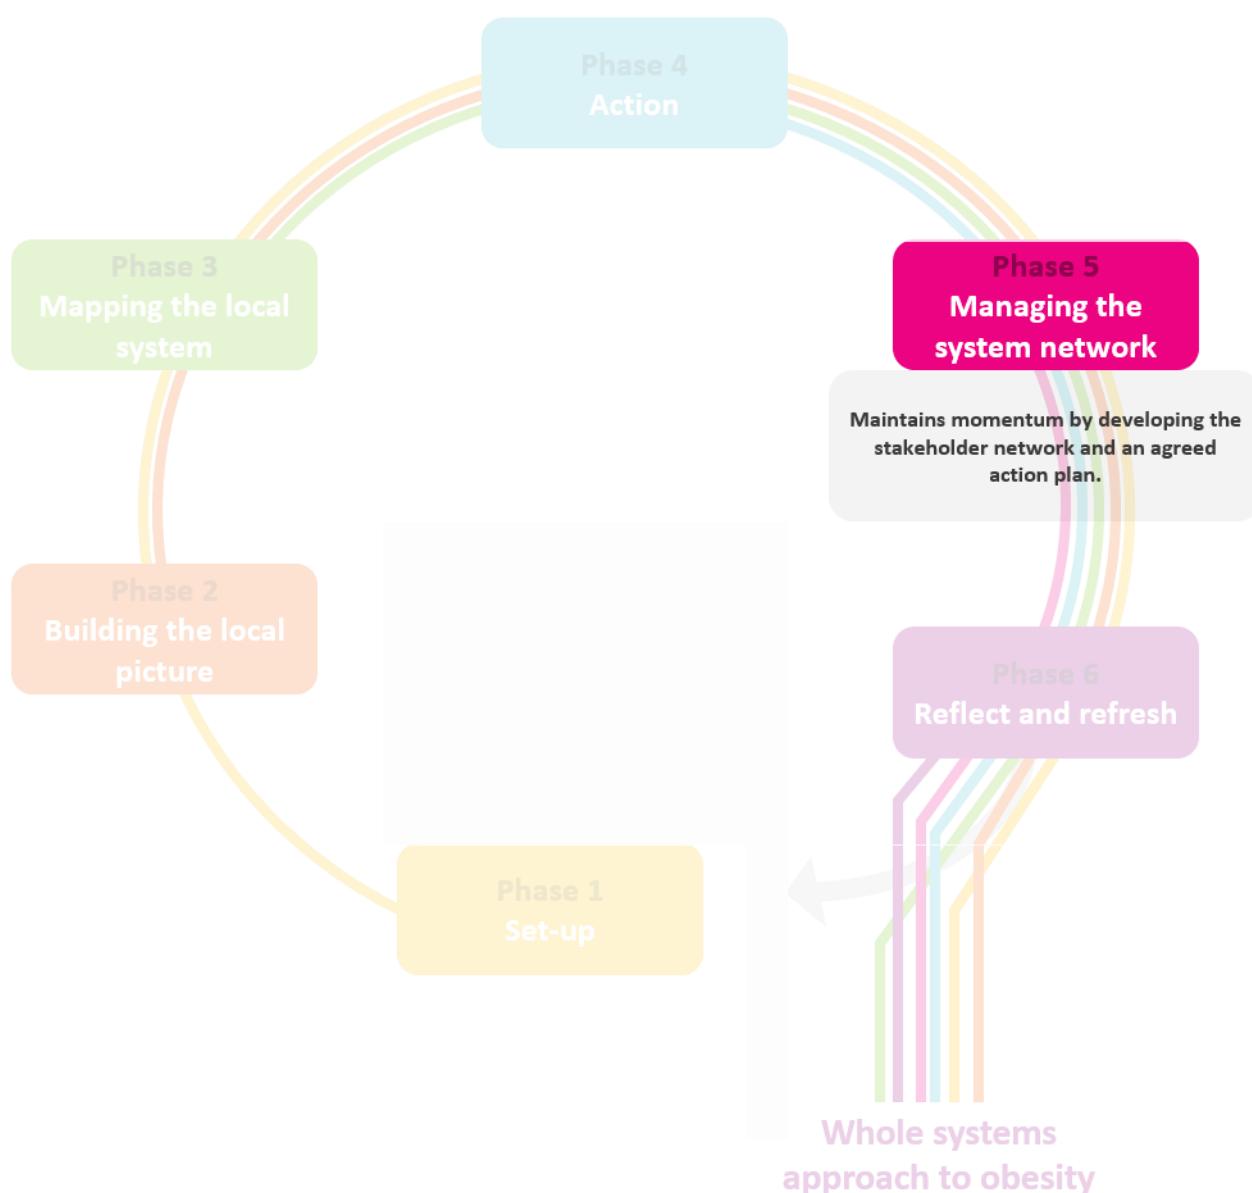 Phase 4
Action
Phase 3
Mapping the local
system
Phase 5
Managing the
system network
Maintains momentum by developing the
stakeholder network and an agreed
action plan.
Phase 2
Building the local
picture
Phase 6
Reflect and refresh
Phase 1
Set-up
Whole systems
approach to obesity